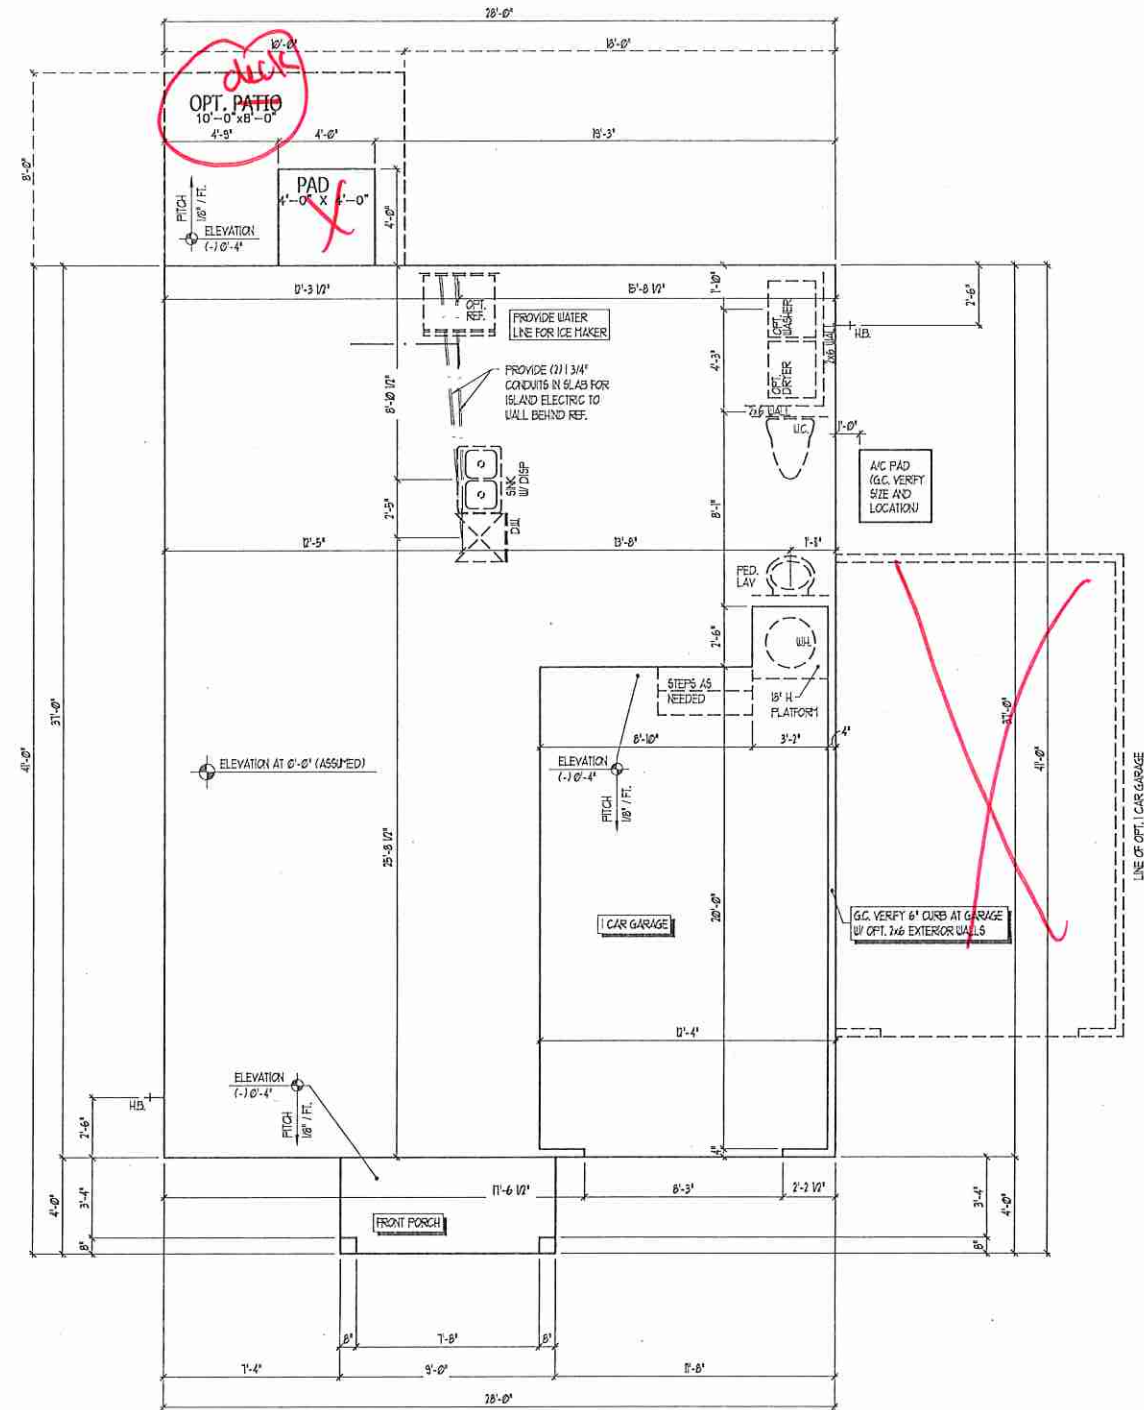 28'-0"
10'-0"
18'-0"
deck
OPT. PATIO
10'-0"x8'-0"
4'-9"
4'-0"
19'-3"
8'-0"
PAD
4'-0" X 4'-0"
X
4'-0"
PITCH
1/8" / FT.
ELEVATION
(-) 0'-4"
12'-3 1/2"
15'-8 1/2"
1'-10"
2'-6"
OPT.
REF.
PROVIDE WATER
LINE FOR ICE MAKER
OPT.
WASHER
2x6 WALL
H.B.
4'-3"
OPT.
DRYER
PROVIDE (2) 1 3/4"
CONDUITS IN SLAB FOR
ISLAND ELECTRIC TO
WALL BEHIND REF.
8'-10 1/2"
2x6 WALL
W.C.
1'-0"
A/C PAD
(G.C. VERIFY
SIZE AND
LOCATION)
SINK
W/ DISP
D.W.
2'-5"
8'-1"
12'-5"
13'-8"
PED.
LAV
2'-6"
W.H.
STEPS AS
NEEDED
18" H.
PLATFORM
8'-10"
3'-2"
4"
37'-0"
41'-0"
ELEVATION AT 0'-0" (ASSUMED)
ELEVATION
(-) 0'-4"
PITCH
1/8" / FT.
37'-0"
41'-0"
LINE OF OPT. 1 CAR GARAGE
25'-8 1/2"
20'-0"
1 CAR GARAGE
G.C. VERIFY 6" CURB AT GARAGE
W/ OPT. 2x6 EXTERIOR WALLS
12'-4"
ELEVATION
(-) 0'-4"
PITCH
1/8" / FT.
H.B.
2'-6"
4"
17'-6 1/2"
8'-3"
2'-2 1/2"
4'-0"
3'-4"
8"
FRONT PORCH
3'-4"
4'-0"
8"
8"
7'-8"
8"
7'-4"
9'-0"
11'-8"
28'-0"